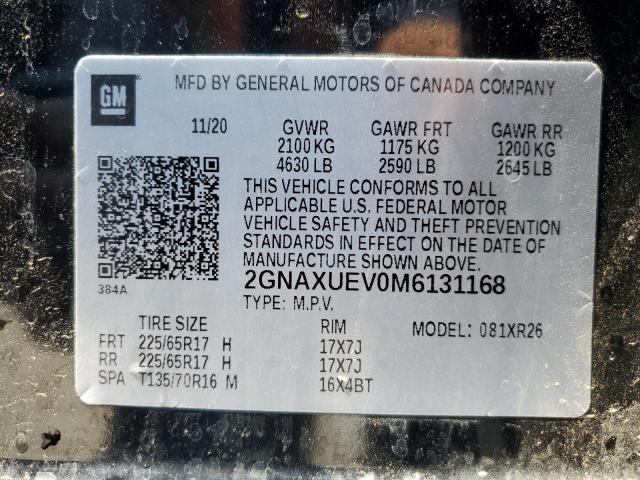 GM
MFD BY GENERAL MOTORS OF CANADA COMPANY
11/20 GVWR GAWR FRT GAWR RR
2100 KG 1175 KG 1200 KG
4630 LB 2590 LB 2645 LB
THIS VEHICLE CONFORMS TO ALL
APPLICABLE U.S. FEDERAL MOTOR
VEHICLE SAFETY AND THEFT PREVENTION
STANDARDS IN EFFECT ON THE DATE OF
MANUFACTURE SHOWN ABOVE.
384A
2GNAXUEV0M6131168
TYPE: M.P.V.
TIRE SIZE RIM MODEL: 081XR26
FRT 225/65R17 H 17X7J
RR 225/65R17 H 17X7J
SPA T135/70R16 M 16X4BT